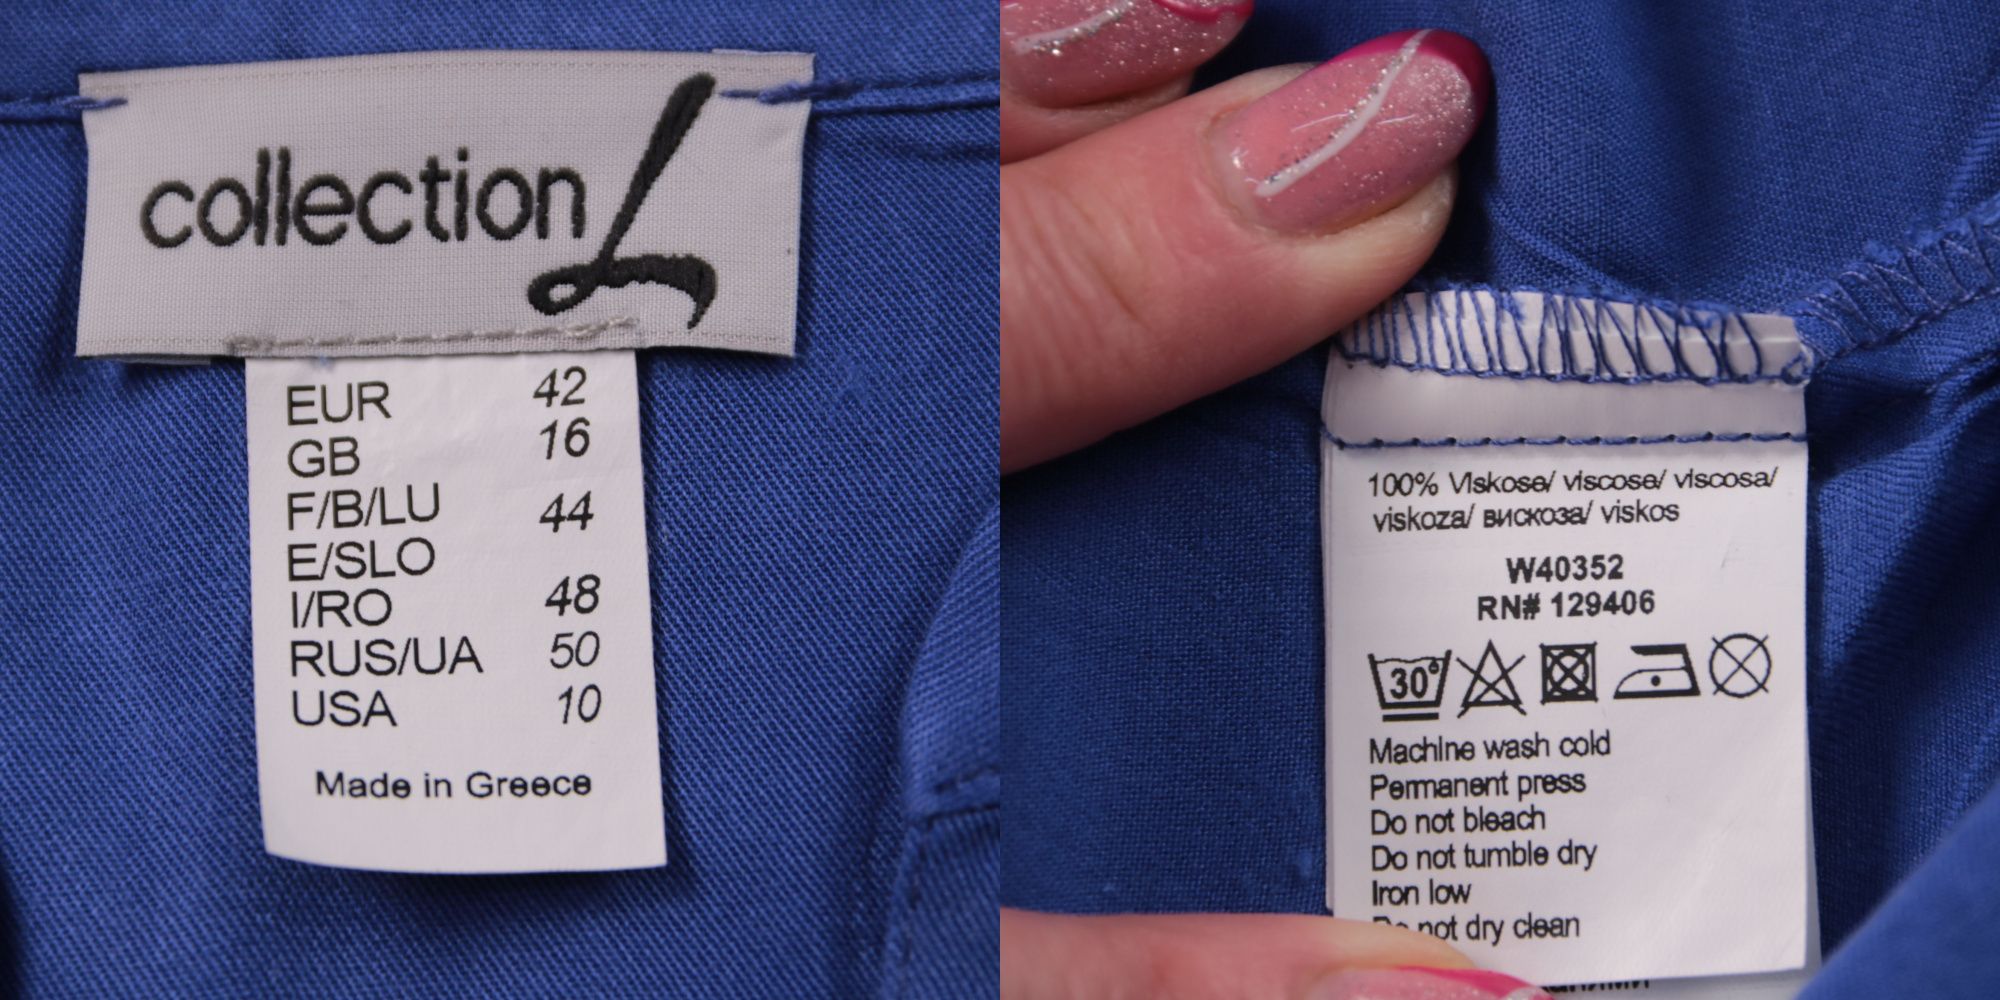 collection L
EUR 42
GB 16
F/B/LU 44
E/SLO
I/RO 48
RUS/UA 50
USA 10
Made in Greece
100% Viskose/ viscose/ viscosa/
viskoza/ вискоза/ viskos
W40352
RN# 129406
30°
Machine wash cold
Permanent press
Do not bleach
Do not tumble dry
Iron low
Do not dry clean